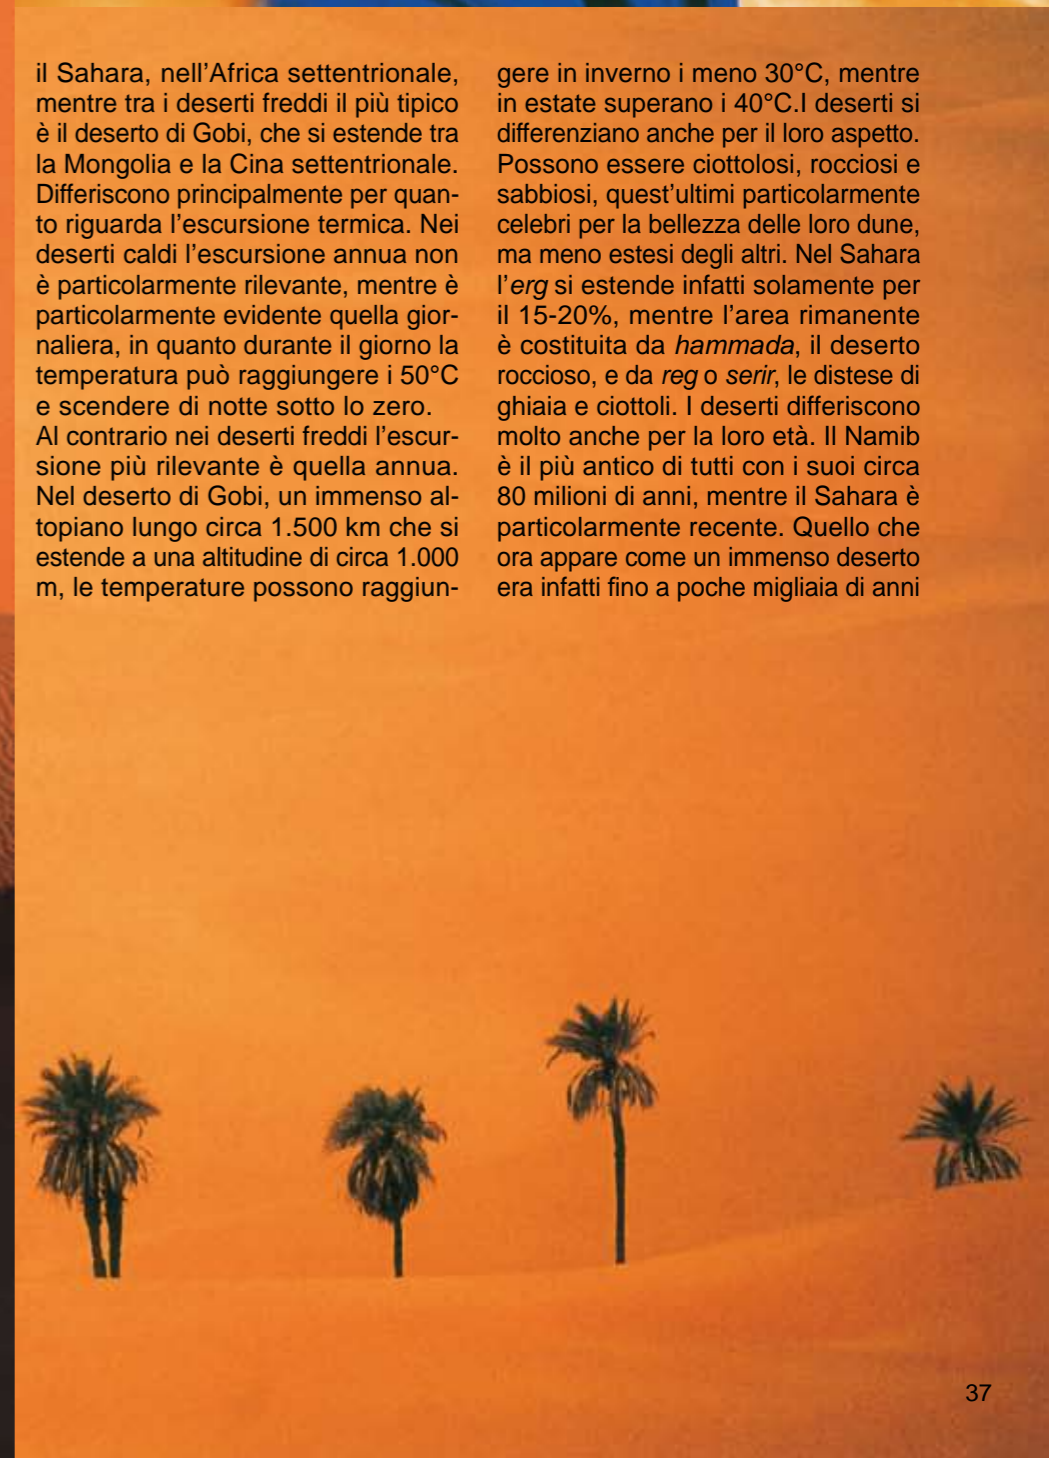 il Sahara, nell'Africa settentrionale,
mentre tra i deserti freddi il più tipico
è il deserto di Gobi, che si estende tra
la Mongolia e la Cina settentrionale.
Differiscono principalmente per quan-
to riguarda l'escursione termica. Nei
deserti caldi l'escursione annua non
è particolarmente rilevante, mentre è
particolarmente evidente quella gior-
naliera, in quanto durante il giorno la
temperatura può raggiungere i 50°C
e scendere di notte sotto lo zero.
Al contrario nei deserti freddi l'escur-
sione più rilevante è quella annua.
Nel deserto di Gobi, un immenso al-
topiano lungo circa 1.500 km che si
estende a una altitudine di circa 1.000
m, le temperature possono raggiun-
gere in inverno i meno 30°C, mentre
in estate superano i 40°C.I deserti si
differenziano anche per il loro aspetto.
Possono essere ciottolosi, rocciosi e
sabbiosi, quest'ultimi particolarmente
celebri per la bellezza delle loro dune,
ma meno estesi degli altri. Nel Sahara
l'erg si estende infatti solamente per
il 15-20%, mentre l'area rimanente
è costituita da hammada, il deserto
roccioso, e da reg o serir, le distese di
ghiaia e ciottoli. I deserti differiscono
molto anche per la loro età. Il Namib
è il più antico di tutti con i suoi circa
80 milioni di anni, mentre il Sahara è
particolarmente recente. Quello che
ora appare come un immenso deserto
era infatti fino a poche migliaia di anni
37